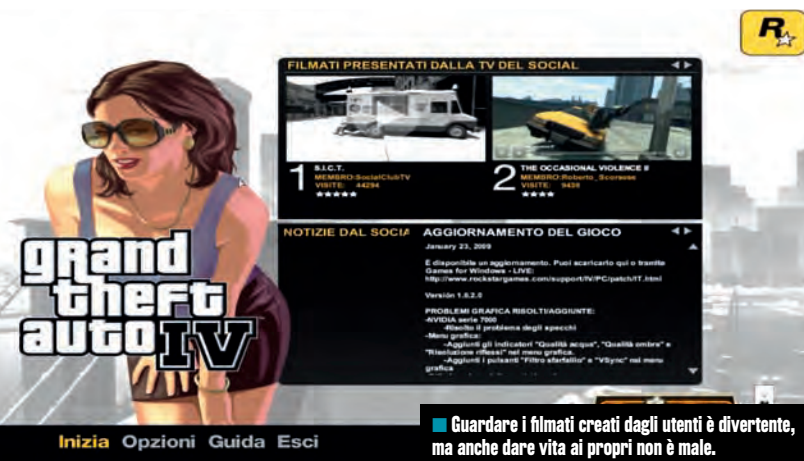 R
FILMATI PRESENTATI DALLA TV DEL SOCIAL
1
S.I.C.T.
MEMBRO:SocialClubTV
VISITE: 44294
2
THE OCCASIONAL VIOLENCE II
MEMBRO:Roberto_Scorsese
VISITE: 9439
grand
theft
auto IV
NOTIZIE DAL SOCIA
AGGIORNAMENTO DEL GIOCO
January 23, 2009
È disponibile un aggiornamento. Puoi scaricarlo qui o tramite
Games for Windows - LIVE:
http://www.rockstargames.com/support/IV/PC/patch/IT.html
Versión 1.0.2.0
PROBLEMI GRAFICA RISOLTI/AGGIUNTE:
-NVIDIA serie 7000
-Risolto il problema degli specchi
-Menu grafica:
-Aggiunti gli indicatori "Qualità acqua", "Qualità ombre" e
"Risoluzione riflessi" nel menu grafica.
-Aggiunti i pulsanti "Filtro sfarfallio" e "VSync" nel menu
grafica
Inizia Opzioni Guida Esci
Guardare i filmati creati dagli utenti è divertente,
ma anche dare vita ai propri non è male.